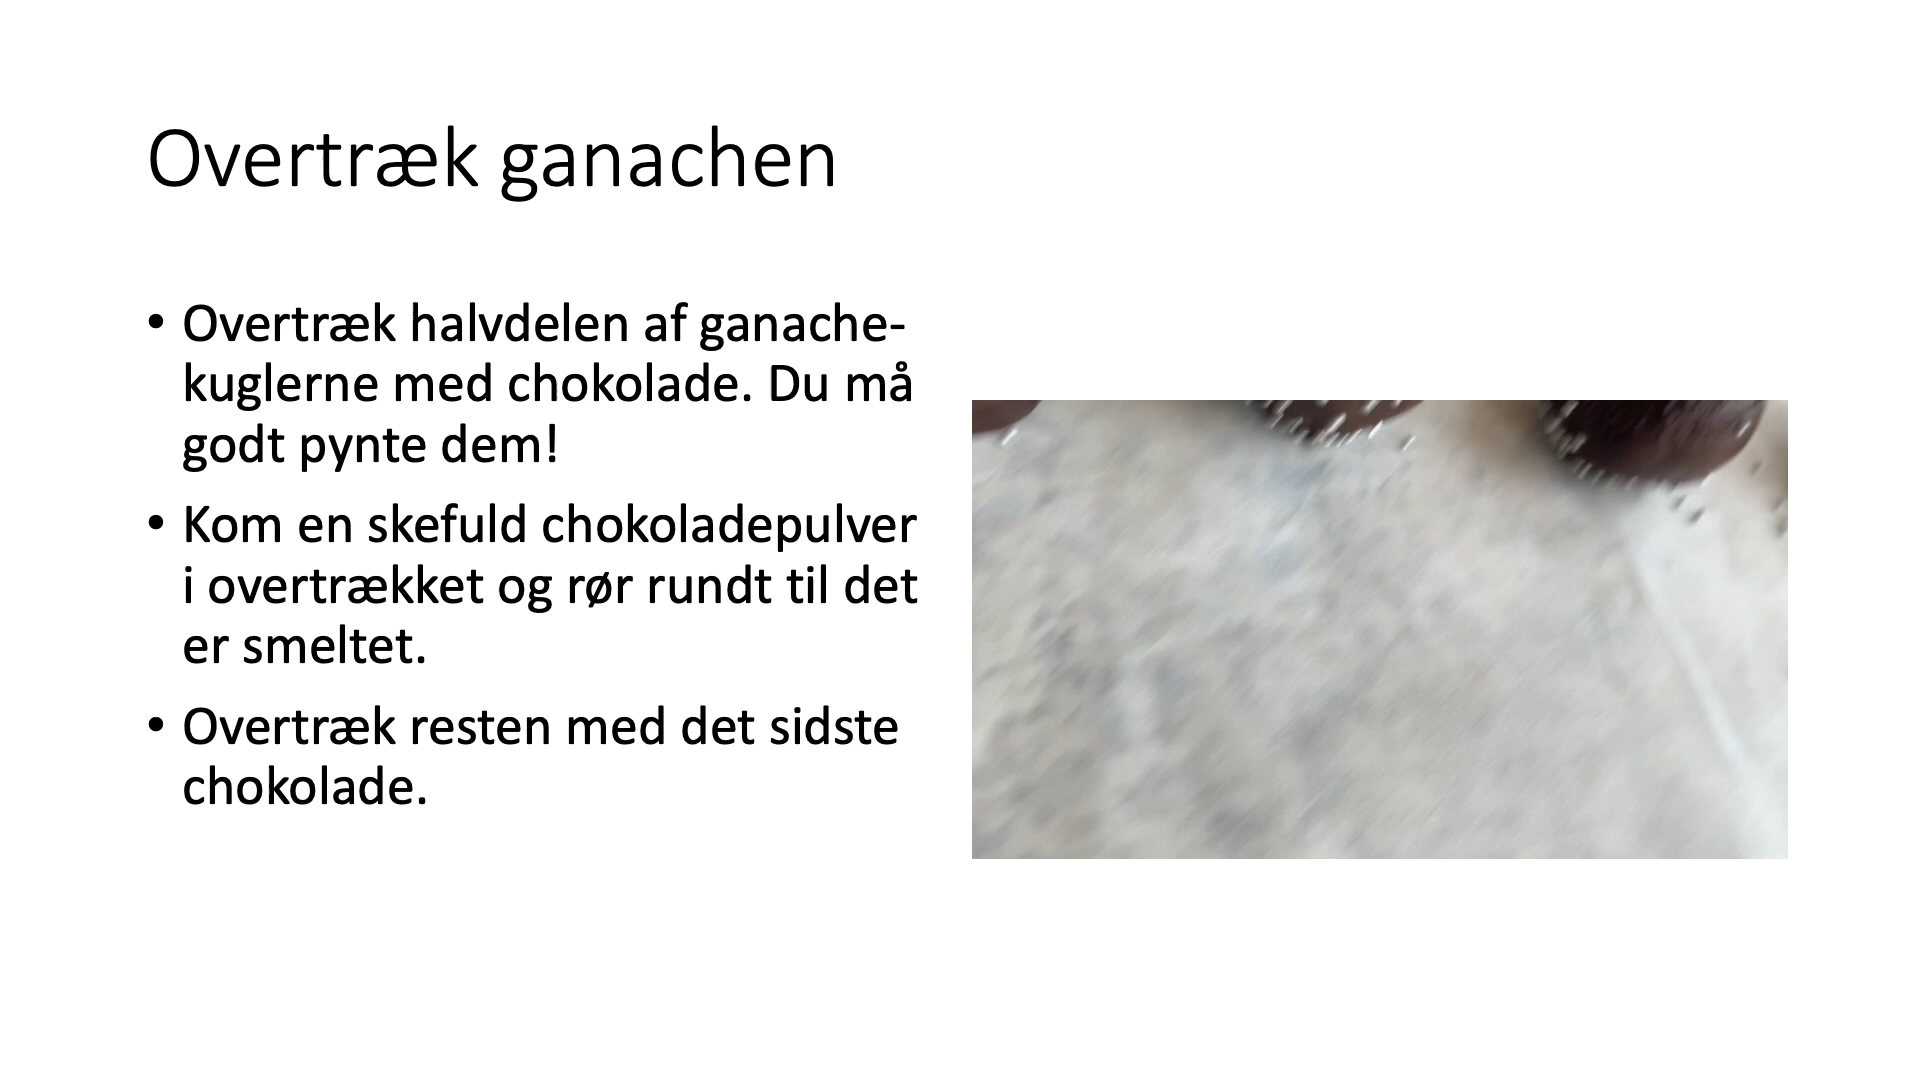 Overtræk ganachen
• Overtræk halvdelen af ganache-
kuglerne med chokolade. Du må
godt pynte dem!
• Kom en skefuld chokoladepulver
i overtrækket og rør rundt til det
er smeltet.
• Overtræk resten med det sidste
chokolade.